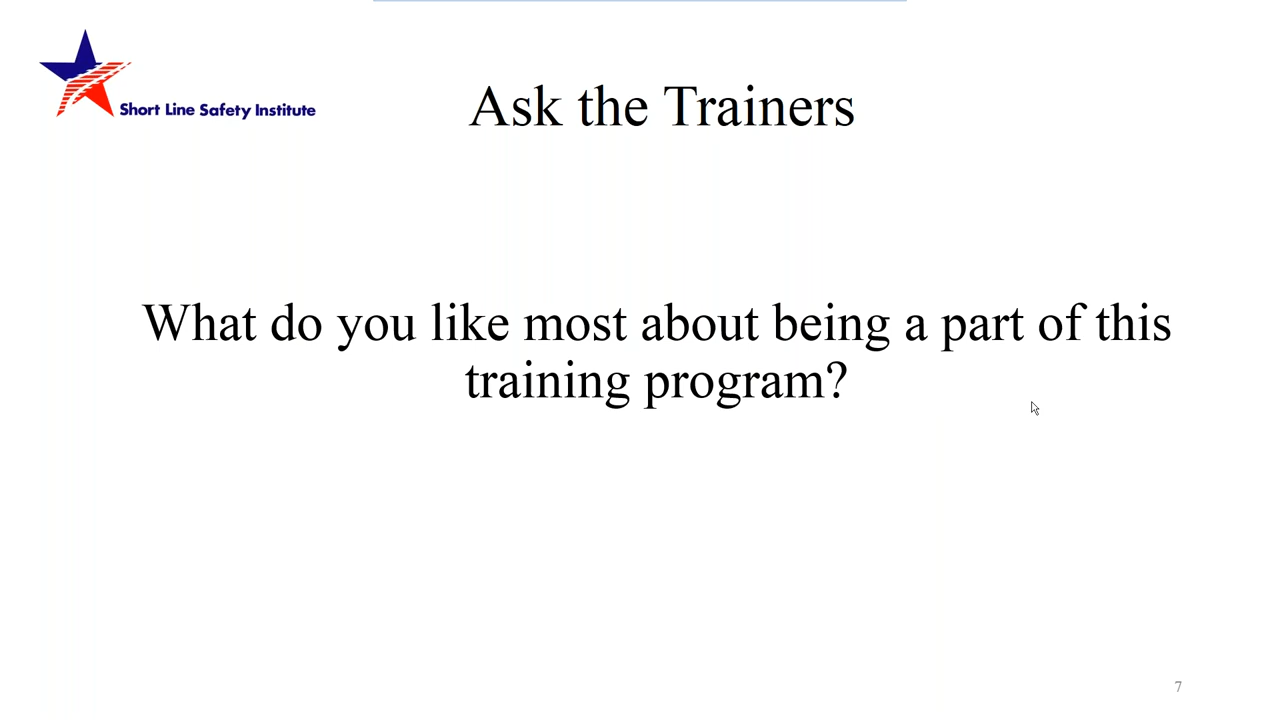 Short Line Safety Institute
Ask the Trainers
What do you like most about being a part of this
training program?
7